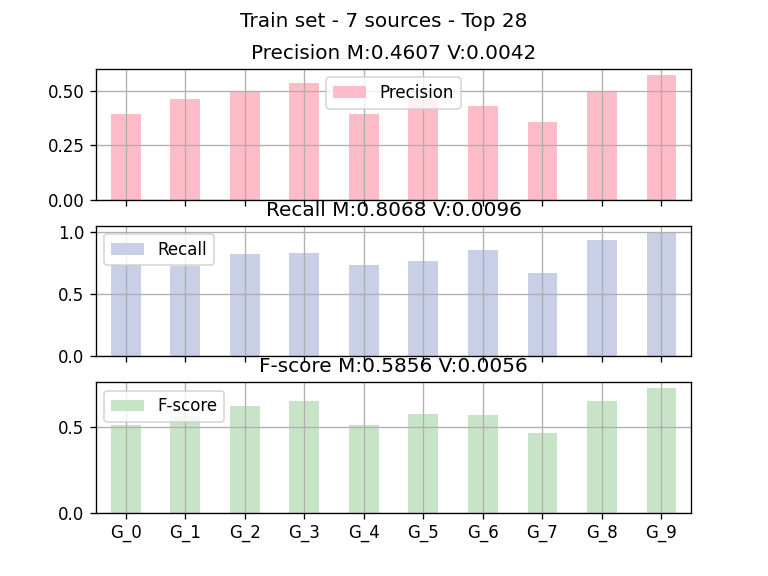 Train set - 7 sources - Top 28
Precision M:0.4607 V:0.0042
0.50
0.25
0.00
Precision
Recall M:0.8068 V:0.0096
1.0
0.5
0.0
Recall
F-score M:0.5856 V:0.0056
0.5
0.0
F-score
G_0 G_1 G_2 G_3 G_4 G_5 G_6 G_7 G_8 G_9